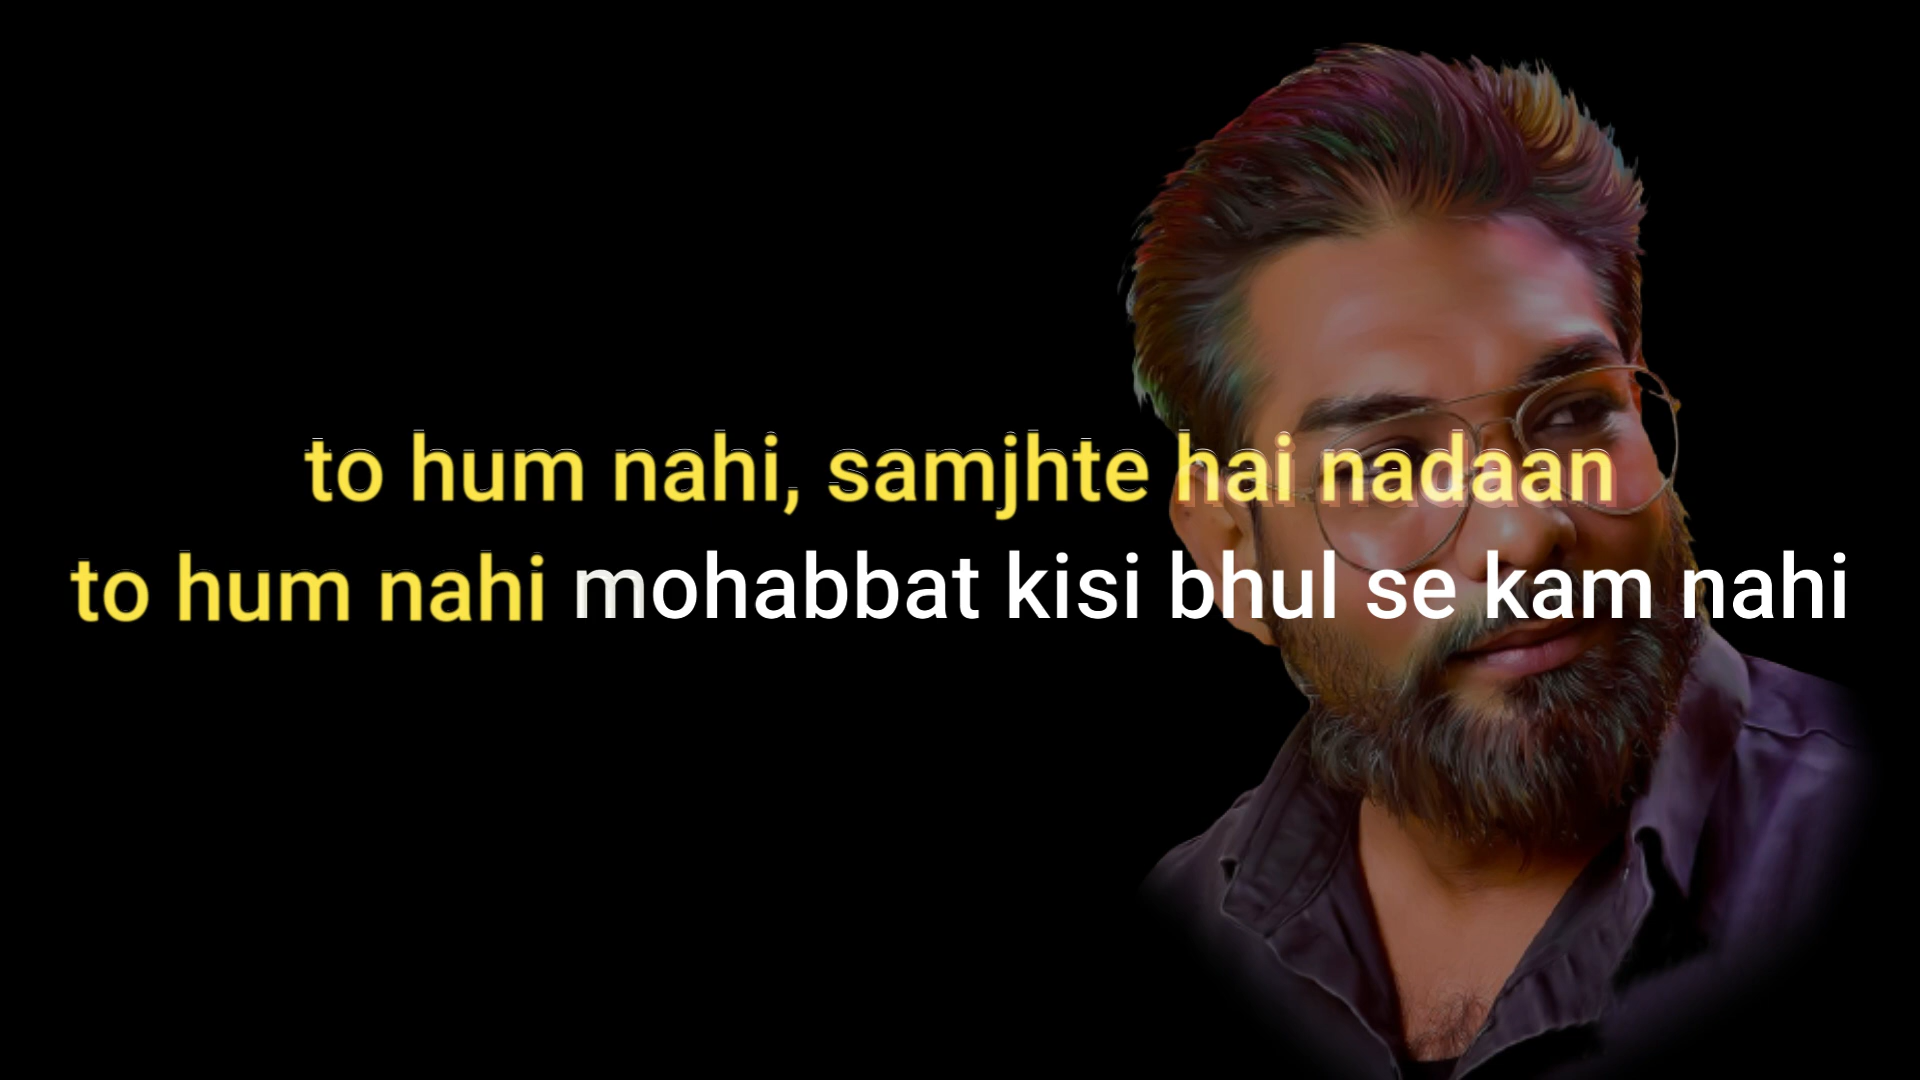 to hum nahi, samjhte hai nadaan
to hum nahi mohabbat kisi bhul se kam nahi